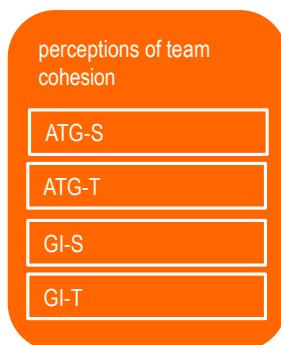 perceptions of team
cohesion
ATG-S
ATG-T
GI-S
GI-T